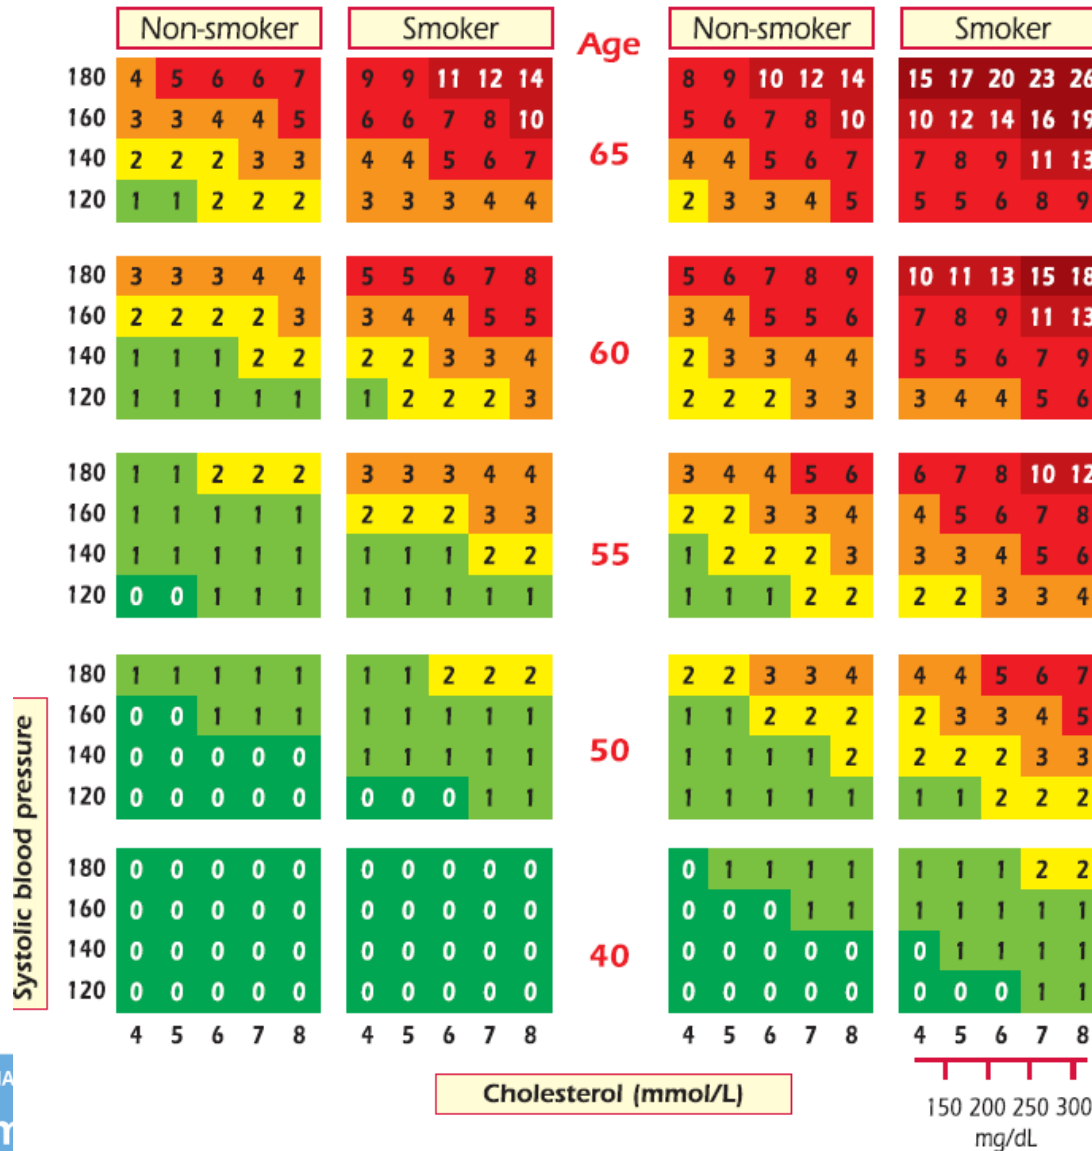 Non-smoker Smoker Age Non-smoker Smoker
180 4 5 6 6 7 9 9 11 12 14 8 9 10 12 14 15 17 20 23 26
160 3 3 4 4 5 6 6 7 8 10 5 6 7 8 10 10 12 14 16 19
65
140 2 2 2 3 3 4 4 5 6 7 4 4 5 6 7 7 8 9 11 13
120 1 1 2 2 2 3 3 3 4 4 2 3 3 4 5 5 5 6 8 9
180 3 3 3 4 4 5 5 6 7 8 5 6 7 8 9 10 11 13 15 18
160 2 2 2 2 3 3 4 4 5 5 3 4 5 5 6 7 8 9 11 13
60
140 1 1 1 2 2 2 2 3 3 4 2 3 3 4 4 5 5 6 7 9
120 1 1 1 1 1 1 2 2 2 3 2 2 2 3 3 3 4 4 5 6
180 1 1 2 2 2 3 3 3 4 4 3 4 4 5 6 6 7 8 10 12
160 1 1 1 1 1 2 2 2 3 3 2 2 3 3 4 4 5 6 7 8
55
140 1 1 1 1 1 1 1 1 2 2 1 2 2 2 3 3 3 4 5 6
120 0 0 1 1 1 1 1 1 1 1 1 1 1 2 2 2 2 3 3 4
180 1 1 1 1 1 1 1 2 2 2 2 2 3 3 4 4 4 5 6 7
160 0 0 1 1 1 1 1 1 1 1 1 1 2 2 2 2 3 3 4 5
50
140 0 0 0 0 0 1 1 1 1 1 1 1 1 1 2 2 2 2 3 3
120 0 0 0 0 0 0 0 0 1 1 1 1 1 1 1 1 1 2 2 2
180 0 0 0 0 0 0 0 0 0 0 0 1 1 1 1 1 1 1 2 2
160 0 0 0 0 0 0 0 0 0 0 0 0 0 1 1 1 1 1 1 1
40
140 0 0 0 0 0 0 0 0 0 0 0 0 0 0 0 0 1 1 1 1
120 0 0 0 0 0 0 0 0 0 0 0 0 0 0 0 0 0 0 1 1
4 5 6 7 8 4 5 6 7 8 4 5 6 7 8 4 5 6 7 8
Systolic blood pressure
Cholesterol (mmol/L)
150 200 250 300
mg/dL